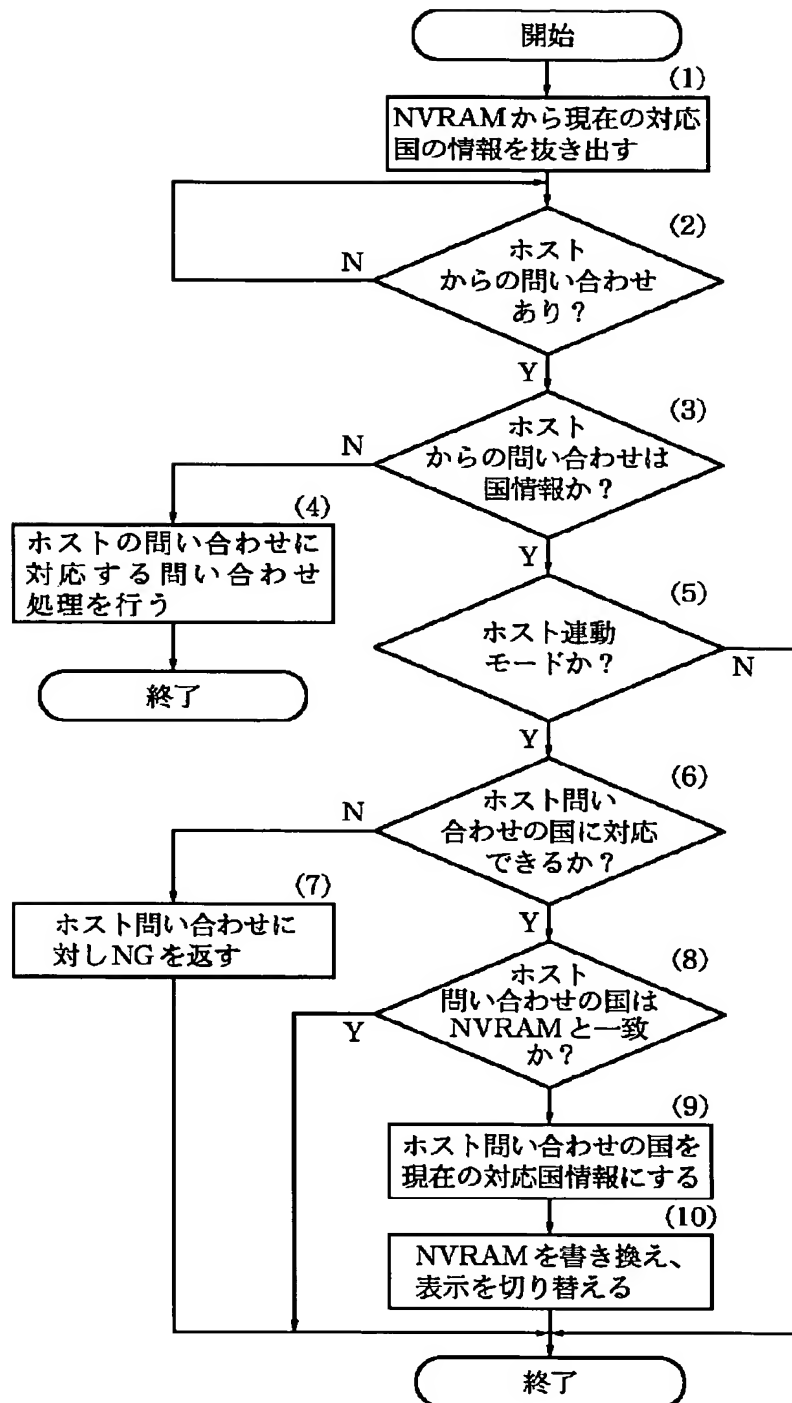 開始
(1)
NVRAMから現在の対応
国の情報を抜き出す
(2)
ホスト
からの問い合わせ
あり?
N
Y
(3)
ホスト
からの問い合わせは
国情報か?
N
Y
(4)
ホストの問い合わせに
対応する問い合わせ
処理を行う
終了
(5)
ホスト連動
モードか?
N
Y
(6)
ホスト問い
合わせの国に対応
できるか?
N
Y
(7)
ホスト問い合わせに
対しNGを返す
(8)
ホスト
問い合わせの国は
NVRAMと一致
か?
Y
(9)
ホスト問い合わせの国を
現在の対応国情報にする
(10)
NVRAMを書き換え、
表示を切り替える
終了